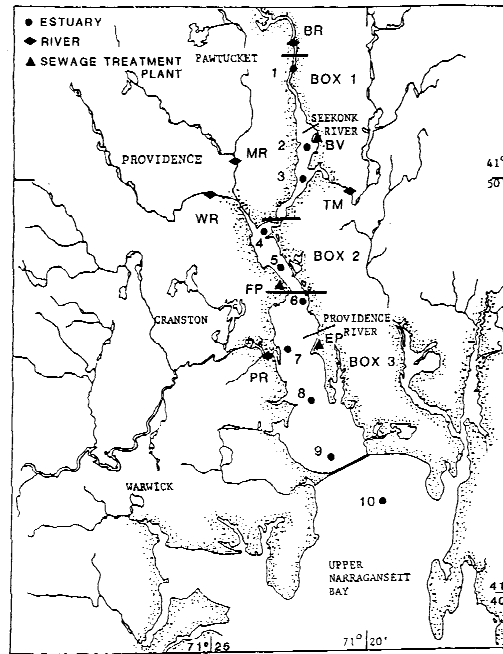 ESTUARY
RIVER
SEWAGE TREATMENT
PLANT
BR
PAWTUCKET
1
BOX 1
SEEKONK
RIVER
2
BV
MR
PROVIDENCE
41°
50
3
TM
WR
4
BOX 2
5
FP
6
CRANSTON
PROVIDENCE
RIVER
EP
7
BOX 3
PR
8
9
WARWICK
10
UPPER
NARRAGANSETT
BAY
41
40
71° 25
71° 20